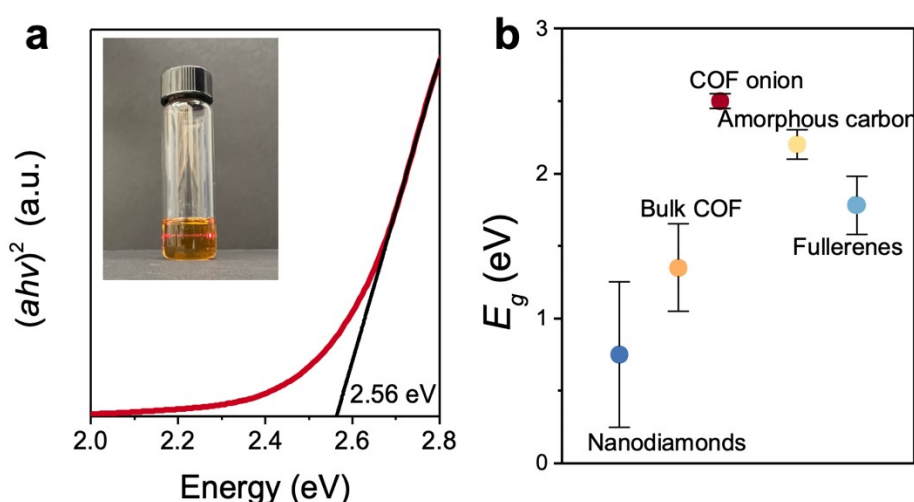 a
(ahv)² (a.u.)
2.56 eV
2.0 2.2 2.4 2.6 2.8
Energy (eV)
b
E_g (eV)
3
2
1
0
COF onion
Amorphous carbon
Bulk COF
Fullerenes
Nanodiamonds